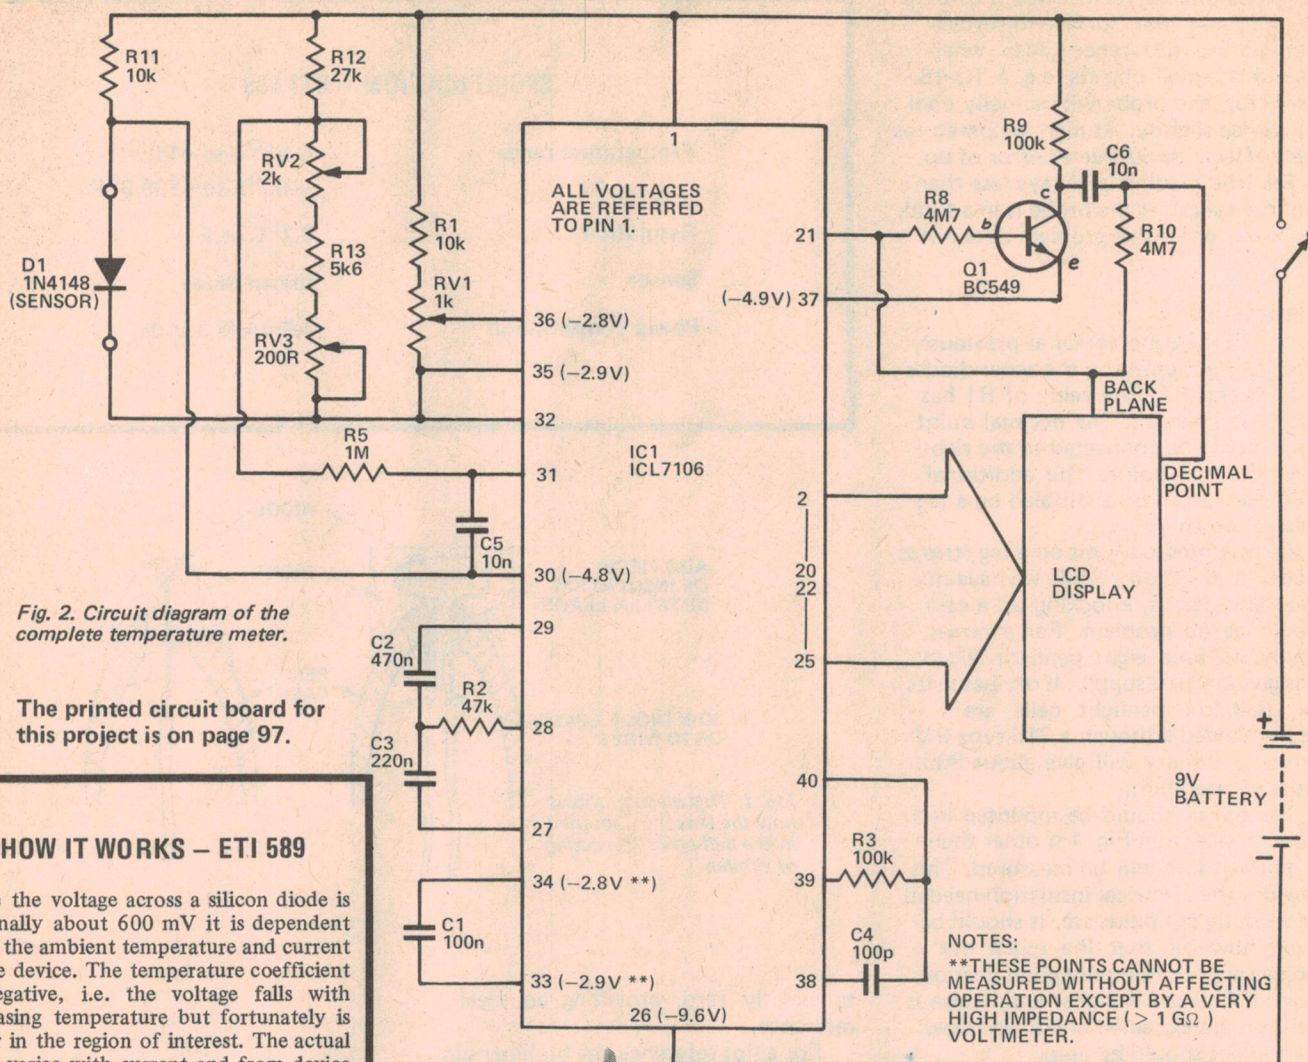 R11
10k
R12
27k
RV2
2k
R13
5k6
RV3
200R
D1
1N4148
(SENSOR)
R1
10k
RV1
1k
R5
1M
C5
10n
1
ALL VOLTAGES
ARE REFERRED
TO PIN 1.
36 (–2.8V)
35 (–2.9V)
32
31
30 (–4.8V)
29
28
27
34 (–2.8V **)
33 (–2.9V **)
26 (–9.6V)
IC1
ICL7106
21
(–4.9V) 37
2
20
22
25
40
39
38
R9
100k
C6
10n
R8
4M7
b
c
e
Q1
BC549
R10
4M7
BACK
PLANE
DECIMAL
POINT
LCD
DISPLAY
+
9V
BATTERY
–
C2
470n
R2
47k
C3
220n
C1
100n
R3
100k
C4
100p
NOTES:
**THESE POINTS CANNOT BE
MEASURED WITHOUT AFFECTING
OPERATION EXCEPT BY A VERY
HIGH IMPEDANCE (> 1 GΩ )
VOLTMETER.
Fig. 2. Circuit diagram of the
complete temperature meter.
The printed circuit board for
this project is on page 97.
HOW IT WORKS – ETI 589
the voltage across a silicon diode is
nally about 600 mV it is dependent
the ambient temperature and current
e device. The temperature coefficient
egative, i.e. the voltage falls with
asing temperature but fortunately is
r in the region of interest. The actual
varies with current and from device